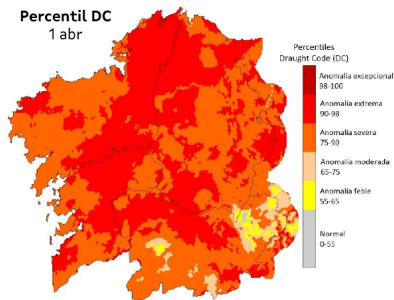 Percentil DC
1 abr
Percentiles
Draught Code (DC)
Anomalía excepcional
98-100
Anomalía extrema
90-98
Anomalía severa
75-90
Anomalía moderada
65-75
Anomalía feble
55-65
Normal
0-55